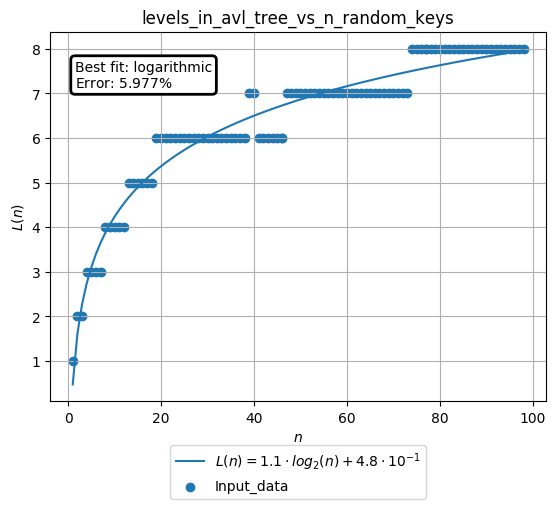 levels_in_avl_tree_vs_n_random_keys
Best fit: logarithmic
Error: 5.977%
8
7
6
5
4
3
2
1
L(n)
0 20 40 60 80 100
n
L(n) = 1.1 · log₂(n) + 4.8 · 10⁻¹
Input_data